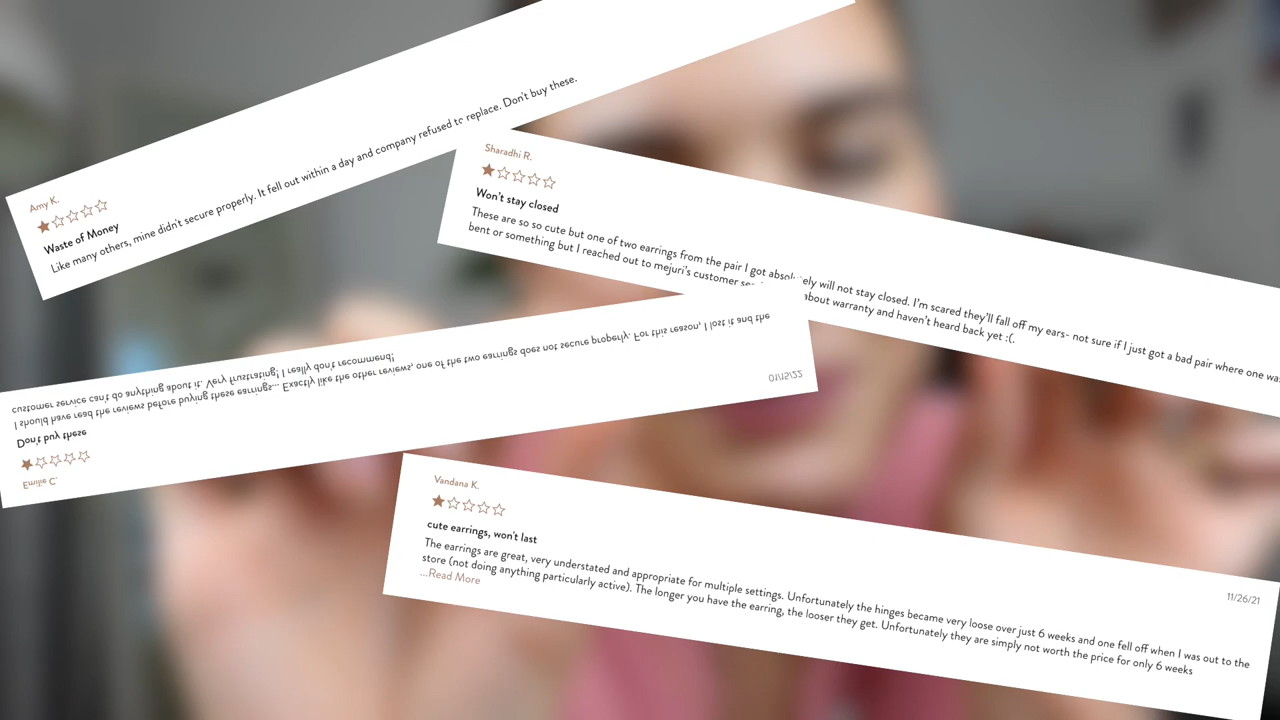 Amy K.
Waste of Money
Like many others, mine didn't secure properly. It fell out within a day and company refused to replace. Don't buy these.
Sharadhi R.
Won't stay closed
These are so so cute but one of two earrings from the pair I got absolutely will not stay closed. I'm scared they'll fall off my ears- not sure if I just got a bad pair where one
bent or something but I reached out to mejuri's customer about warranty and haven't heard back yet :(.
Emilie C.
Don't buy these
01/15/22
I should have read the reviews before buying these earrings... Exactly like the other reviews, one of the two earrings does not secure properly. For this reason, I lost it and the
customer service can't do anything about it. Very frustrating! I really don't recommend!
Vandana K.
11/26/21
cute earrings, won't last
The earrings are great, very understated and appropriate for multiple settings. Unfortunately the hinges became very loose over just 6 weeks and one fell off when I was out to the
store (not doing anything particularly active). The longer you have the earring, the looser they get. Unfortunately they are simply not worth the price for only 6 weeks
...Read More